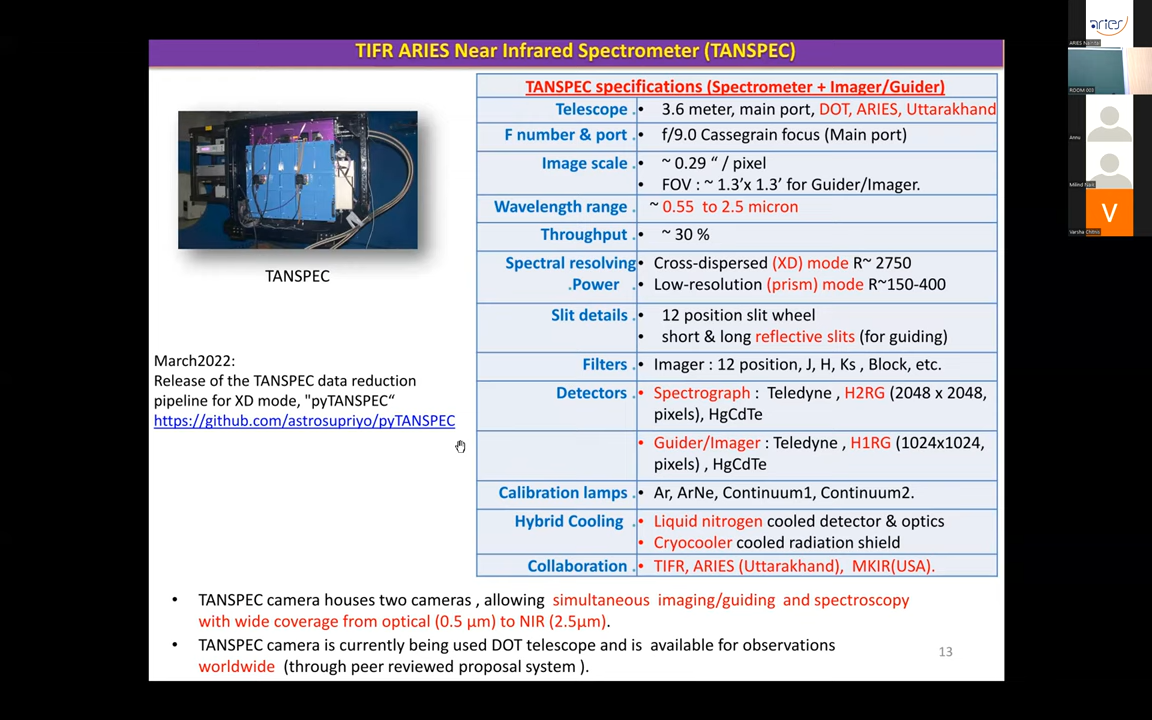 TIFR ARIES Near Infrared Spectrometer (TANSPEC)
TANSPEC
March2022:
Release of the TANSPEC data reduction
pipeline for XD mode, "pyTANSPEC“
https://github.com/astrosupriyo/pyTANSPEC
TANSPEC specifications (Spectrometer + Imager/Guider)
Telescope . • 3.6 meter, main port, DOT, ARIES, Uttarakhand
F number & port . • f/9.0 Cassegrain focus (Main port)
Image scale . • ~ 0.29 “ / pixel
• FOV : ~ 1.3’x 1.3’ for Guider/Imager.
Wavelength range . ~ 0.55 to 2.5 micron
Throughput . • ~ 30 %
Spectral resolving • Cross-dispersed (XD) mode R~ 2750
.Power . • Low-resolution (prism) mode R~150-400
Slit details . • 12 position slit wheel
• short & long reflective slits (for guiding)
Filters . • Imager : 12 position, J, H, Ks , Block, etc.
Detectors . • Spectrograph : Teledyne , H2RG (2048 x 2048,
pixels), HgCdTe
• Guider/Imager : Teledyne , H1RG (1024x1024,
pixels) , HgCdTe
Calibration lamps . • Ar, ArNe, Continuum1, Continuum2.
Hybrid Cooling . • Liquid nitrogen cooled detector & optics
• Cryocooler cooled radiation shield
Collaboration . • TIFR, ARIES (Uttarakhand), MKIR(USA).
• TANSPEC camera houses two cameras , allowing simultaneous imaging/guiding and spectroscopy
with wide coverage from optical (0.5 µm) to NIR (2.5µm).
• TANSPEC camera is currently being used DOT telescope and is available for observations
worldwide (through peer reviewed proposal system ).
13
aries
ARIES
ROOM
Annu
Milind Naik
V
Varsha Chitnis